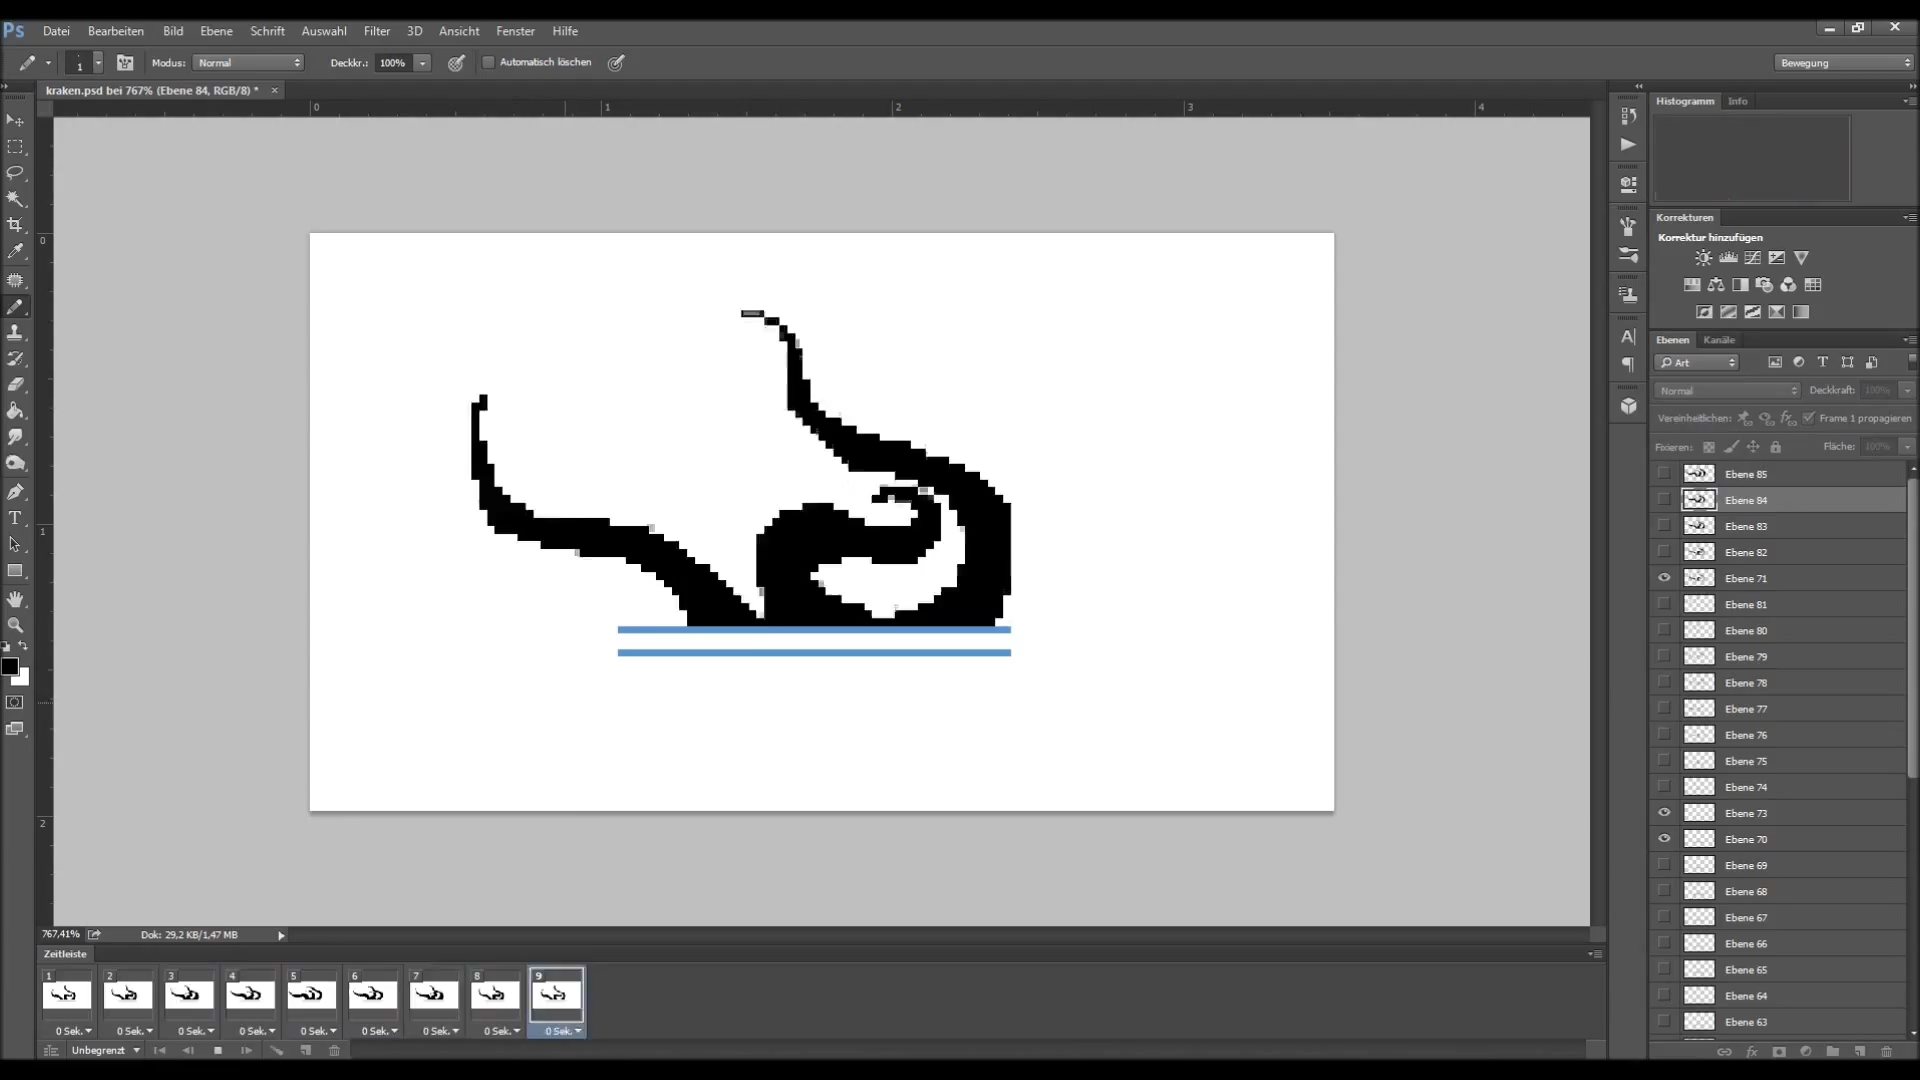 Ps Datei Bearbeiten Bild Ebene Schrift Auswahl Filter 3D Ansicht Fenster Hilfe
1 Modus: Normal Deckkr.: 100% Automatisch löschen Bewegung
kraken.psd bei 767% (Ebene 84, RGB/8) * ×
0 1 2 3 4
0
1
2
Histogramm Info
Korrekturen
Korrektur hinzufügen
Ebenen Kanäle
Art
Normal Deckkraft: 100%
Vereinheitlichen: Frame 1 propagieren
Fixieren: Fläche: 100%
Ebene 85
Ebene 84
Ebene 83
Ebene 82
Ebene 71
Ebene 81
Ebene 80
Ebene 79
Ebene 78
Ebene 77
Ebene 76
Ebene 75
Ebene 74
Ebene 73
Ebene 70
Ebene 69
Ebene 68
Ebene 67
Ebene 66
Ebene 65
Ebene 64
Ebene 63
767,41% Dok: 29,2 KB/1,47 MB
Zeitleiste
1 2 3 4 5 6 7 8 9
0 Sek. 0 Sek. 0 Sek. 0 Sek. 0 Sek. 0 Sek. 0 Sek. 0 Sek. 0 Sek.
Unbegrenzt